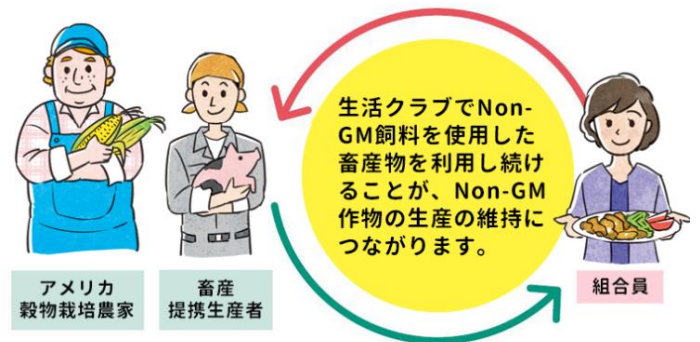 生活クラブでNon-
GM飼料を使用した
畜産物を利用し続け
ることが、Non-GM
作物の生産の維持に
つながります。
アメリカ
穀物栽培農家
畜産
提携生産者
組合員